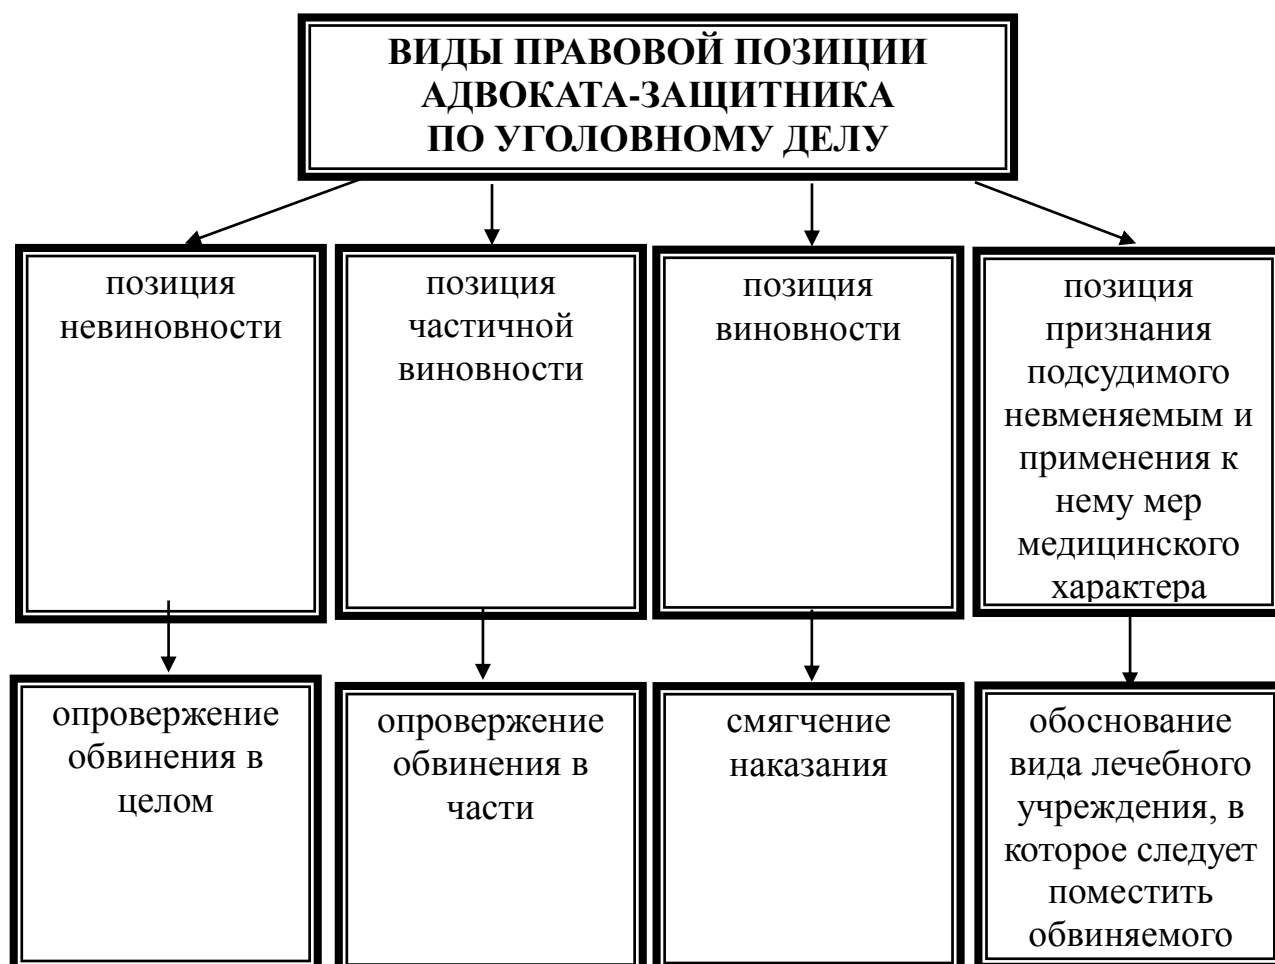 ВИДЫ ПРАВОВОЙ ПОЗИЦИИ
АДВОКАТА-ЗАЩИТНИКА
ПО УГОЛОВНОМУ ДЕЛУ
позиция
невиновности
позиция
частичной
виновности
позиция
виновности
позиция
признания
подсудимого
невменяемым и
применения к
нему мер
медицинского
характера
опровержение
обвинения в
целом
опровержение
обвинения в
части
смягчение
наказания
обоснование
вида лечебного
учреждения, в
которое следует
поместить
обвиняемого